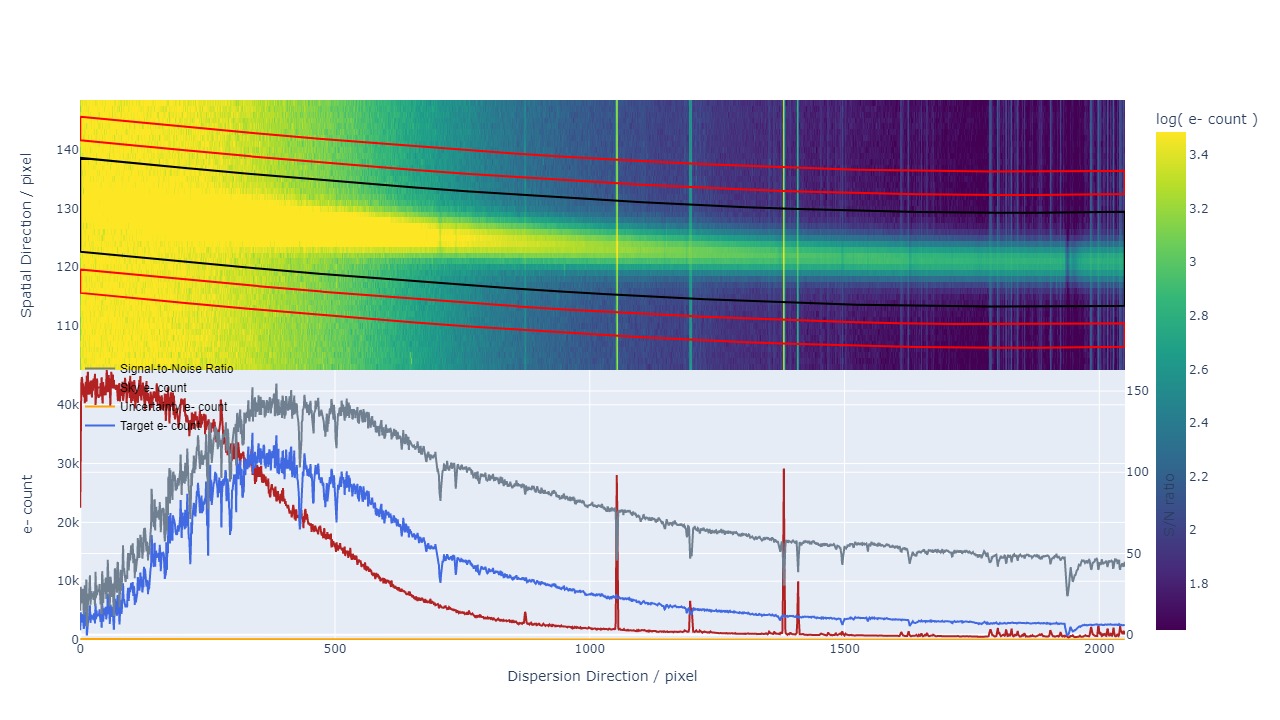 log( e- count )
Spatial Direction / pixel
140
130
120
110
3.4
3.2
3
2.8
2.6
2.4
2.2
2
1.8
Signal-to-Noise Ratio
Sky e- count
Uncertainty e- count
Target e- count
e- count
40k
30k
20k
10k
0
150
100
50
0
S/N ratio
0
500
1000
1500
2000
Dispersion Direction / pixel